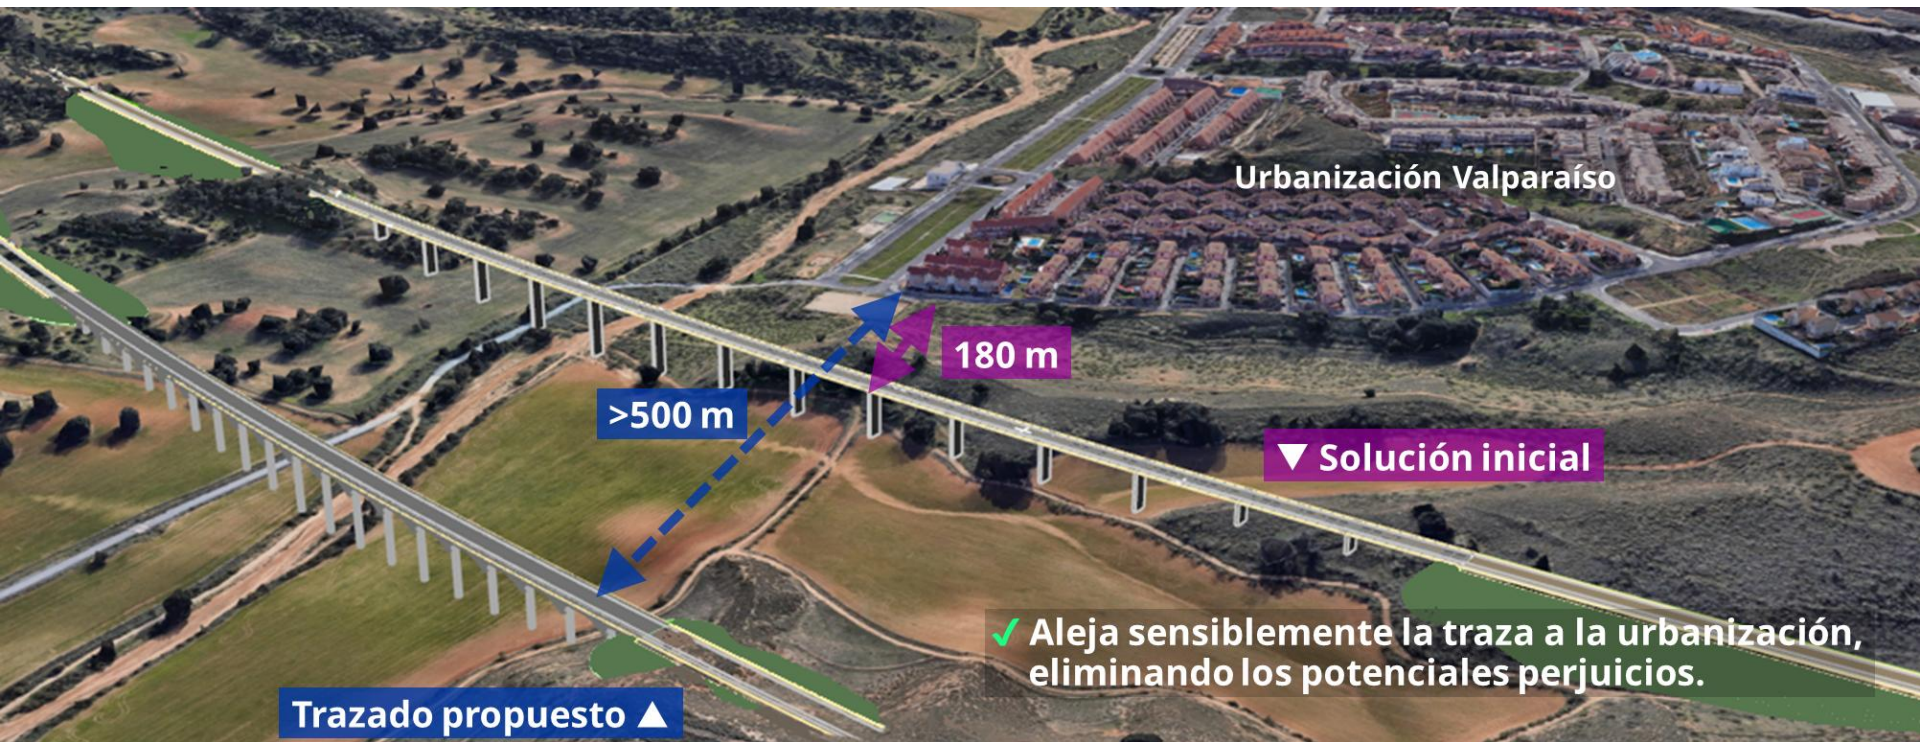 Urbanización Valparaíso
180 m
>500 m
▼ Solución inicial
✓ Aleja sensiblemente la traza a la urbanización,
eliminando los potenciales perjuicios.
Trazado propuesto ▲